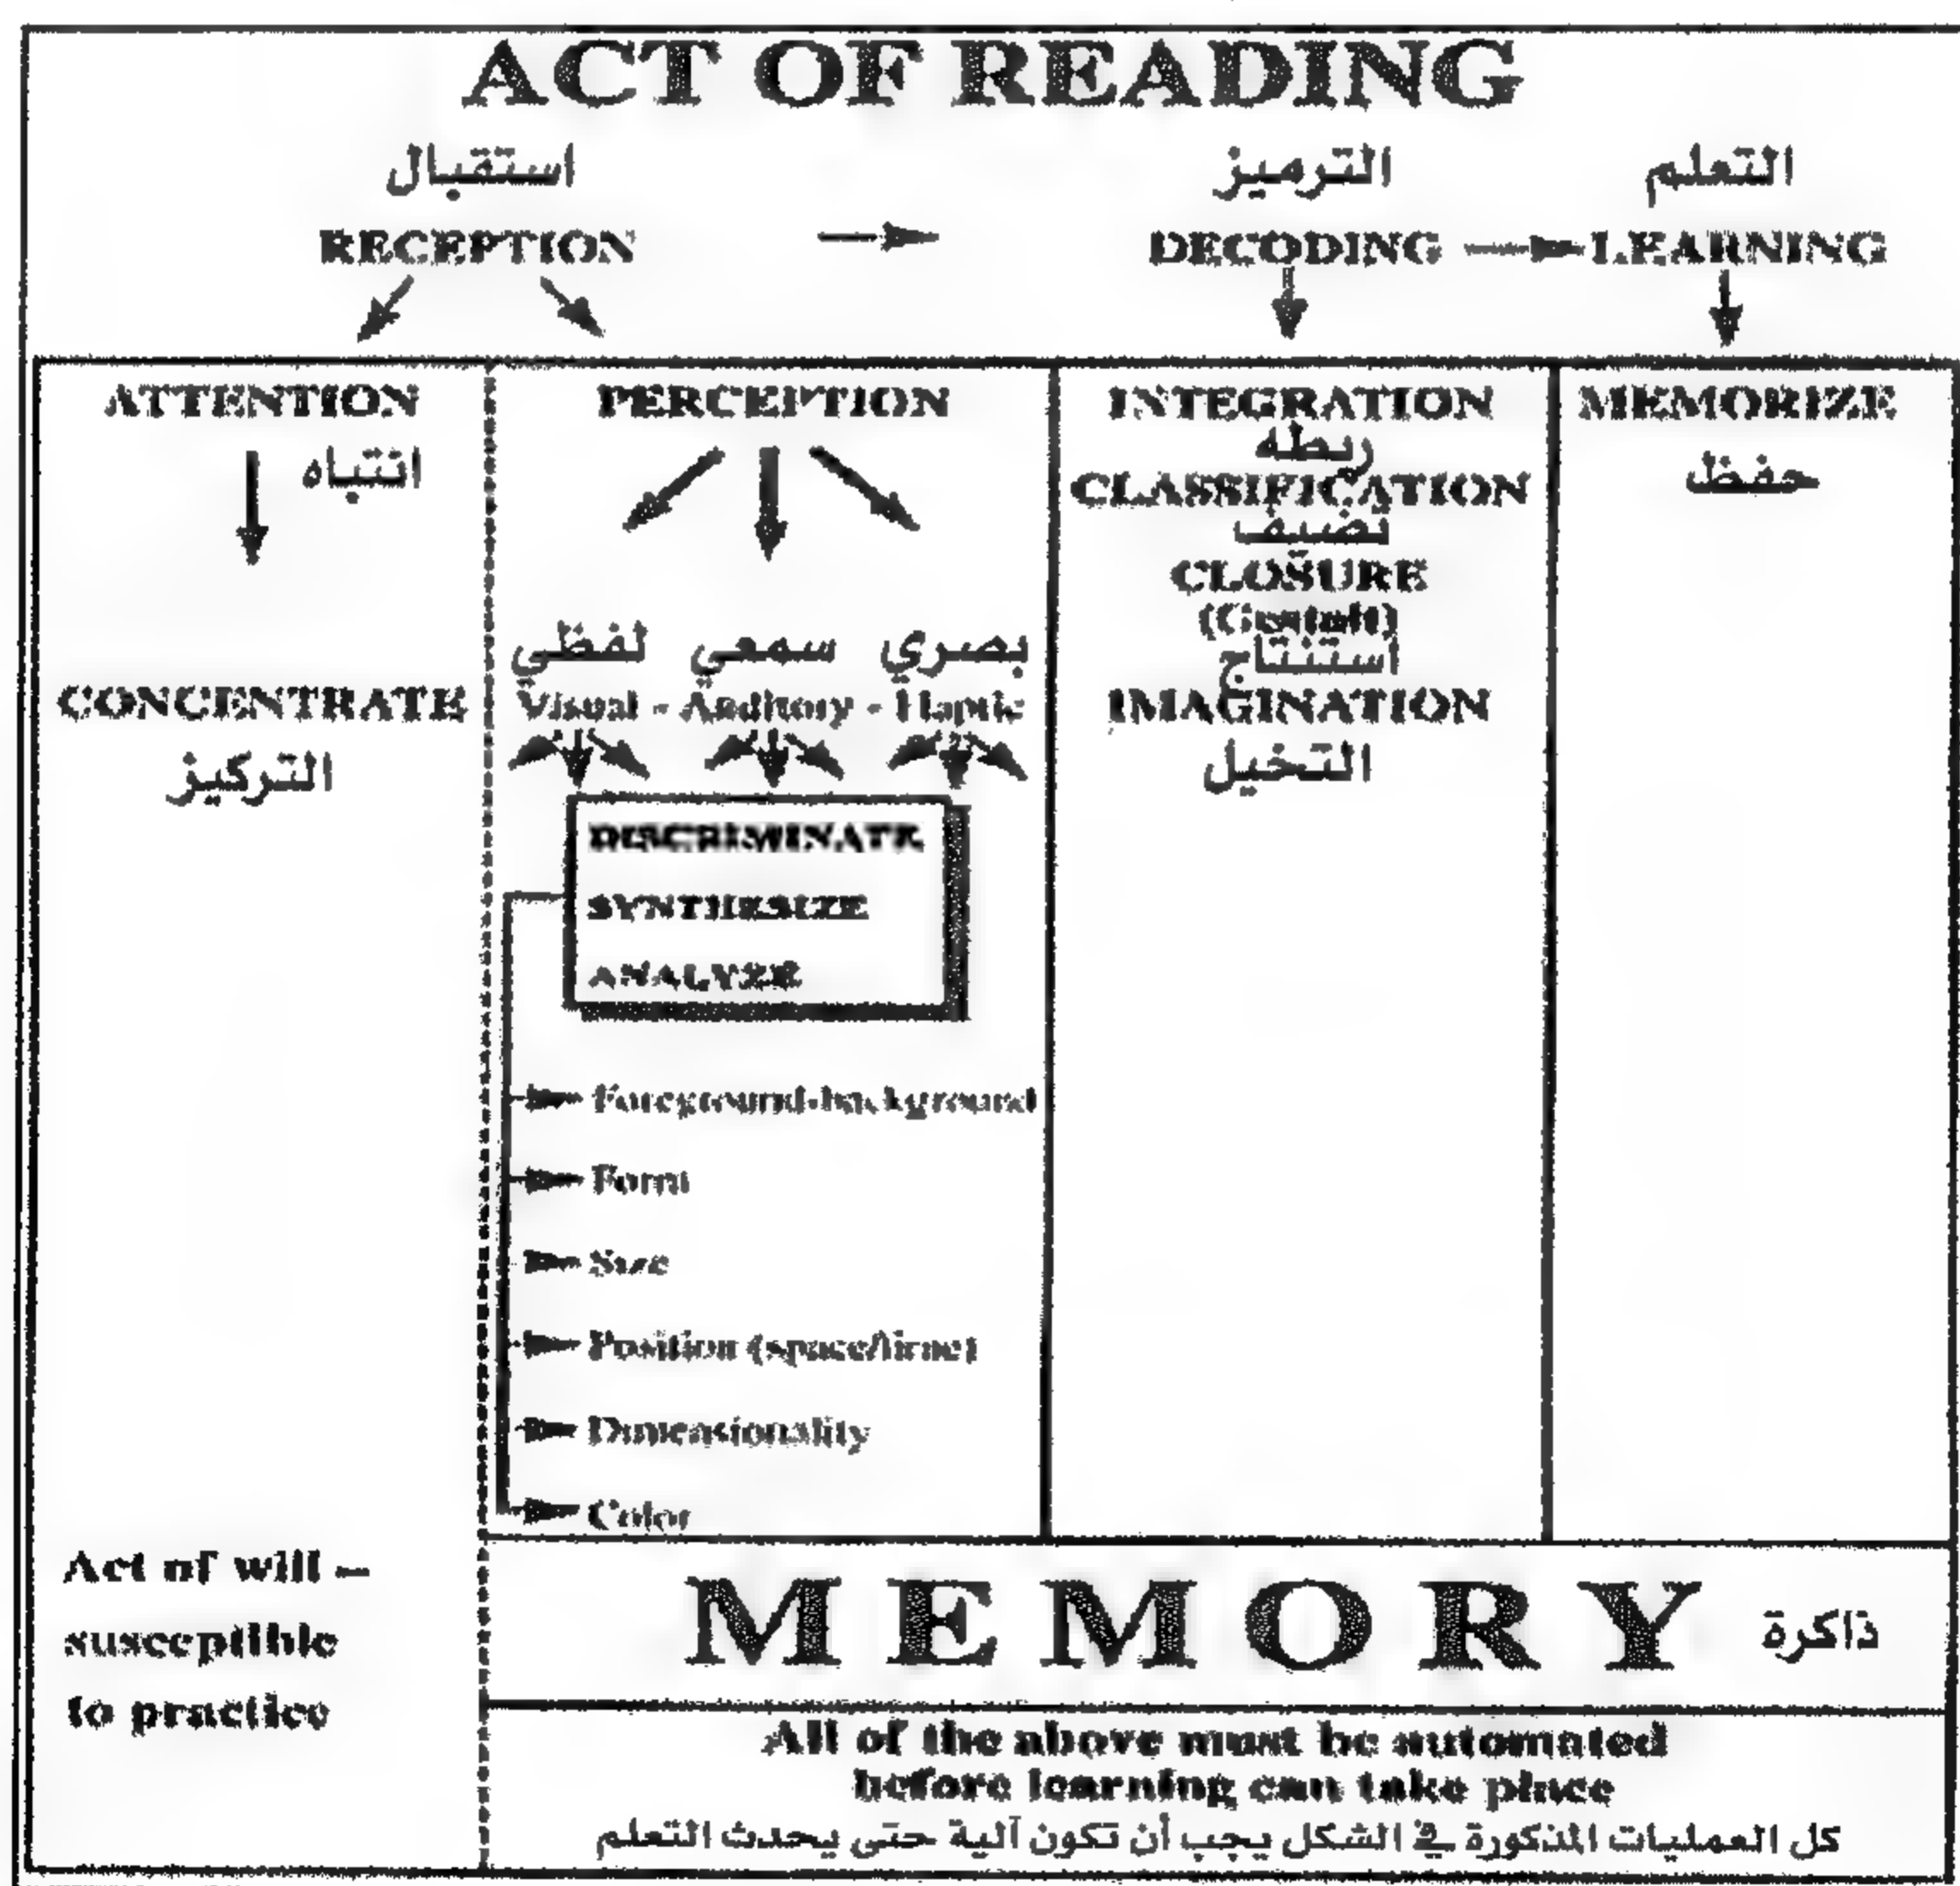 ACT OF READING
استقبال
الترميز
التعلم
RECEPTION
DECODING
LEARNING
ATTENTION
انتباه
CONCENTRATE
التركيز
Act of will –
susceptible
to practice
PERCEPTION
لفظي سمعي بصري
Visual - Auditory - Haptic
DISCRIMINATE
SYNTHESIZE
ANALYZE
Foreground-background
Form
Size
Position (space/time)
Dimensionality
Color
INTEGRATION
ربطه
CLASSIFICATION
تضيف
CLOSURE
(Gestalt)
استنتاج
IMAGINATION
التخيل
MEMORIZE
حفظ
MEMORY ذاكرة
All of the above must be automated
before learning can take place
كل العمليات المذكورة في الشكل يجب أن تكون آلية حتى يحدث التعلم